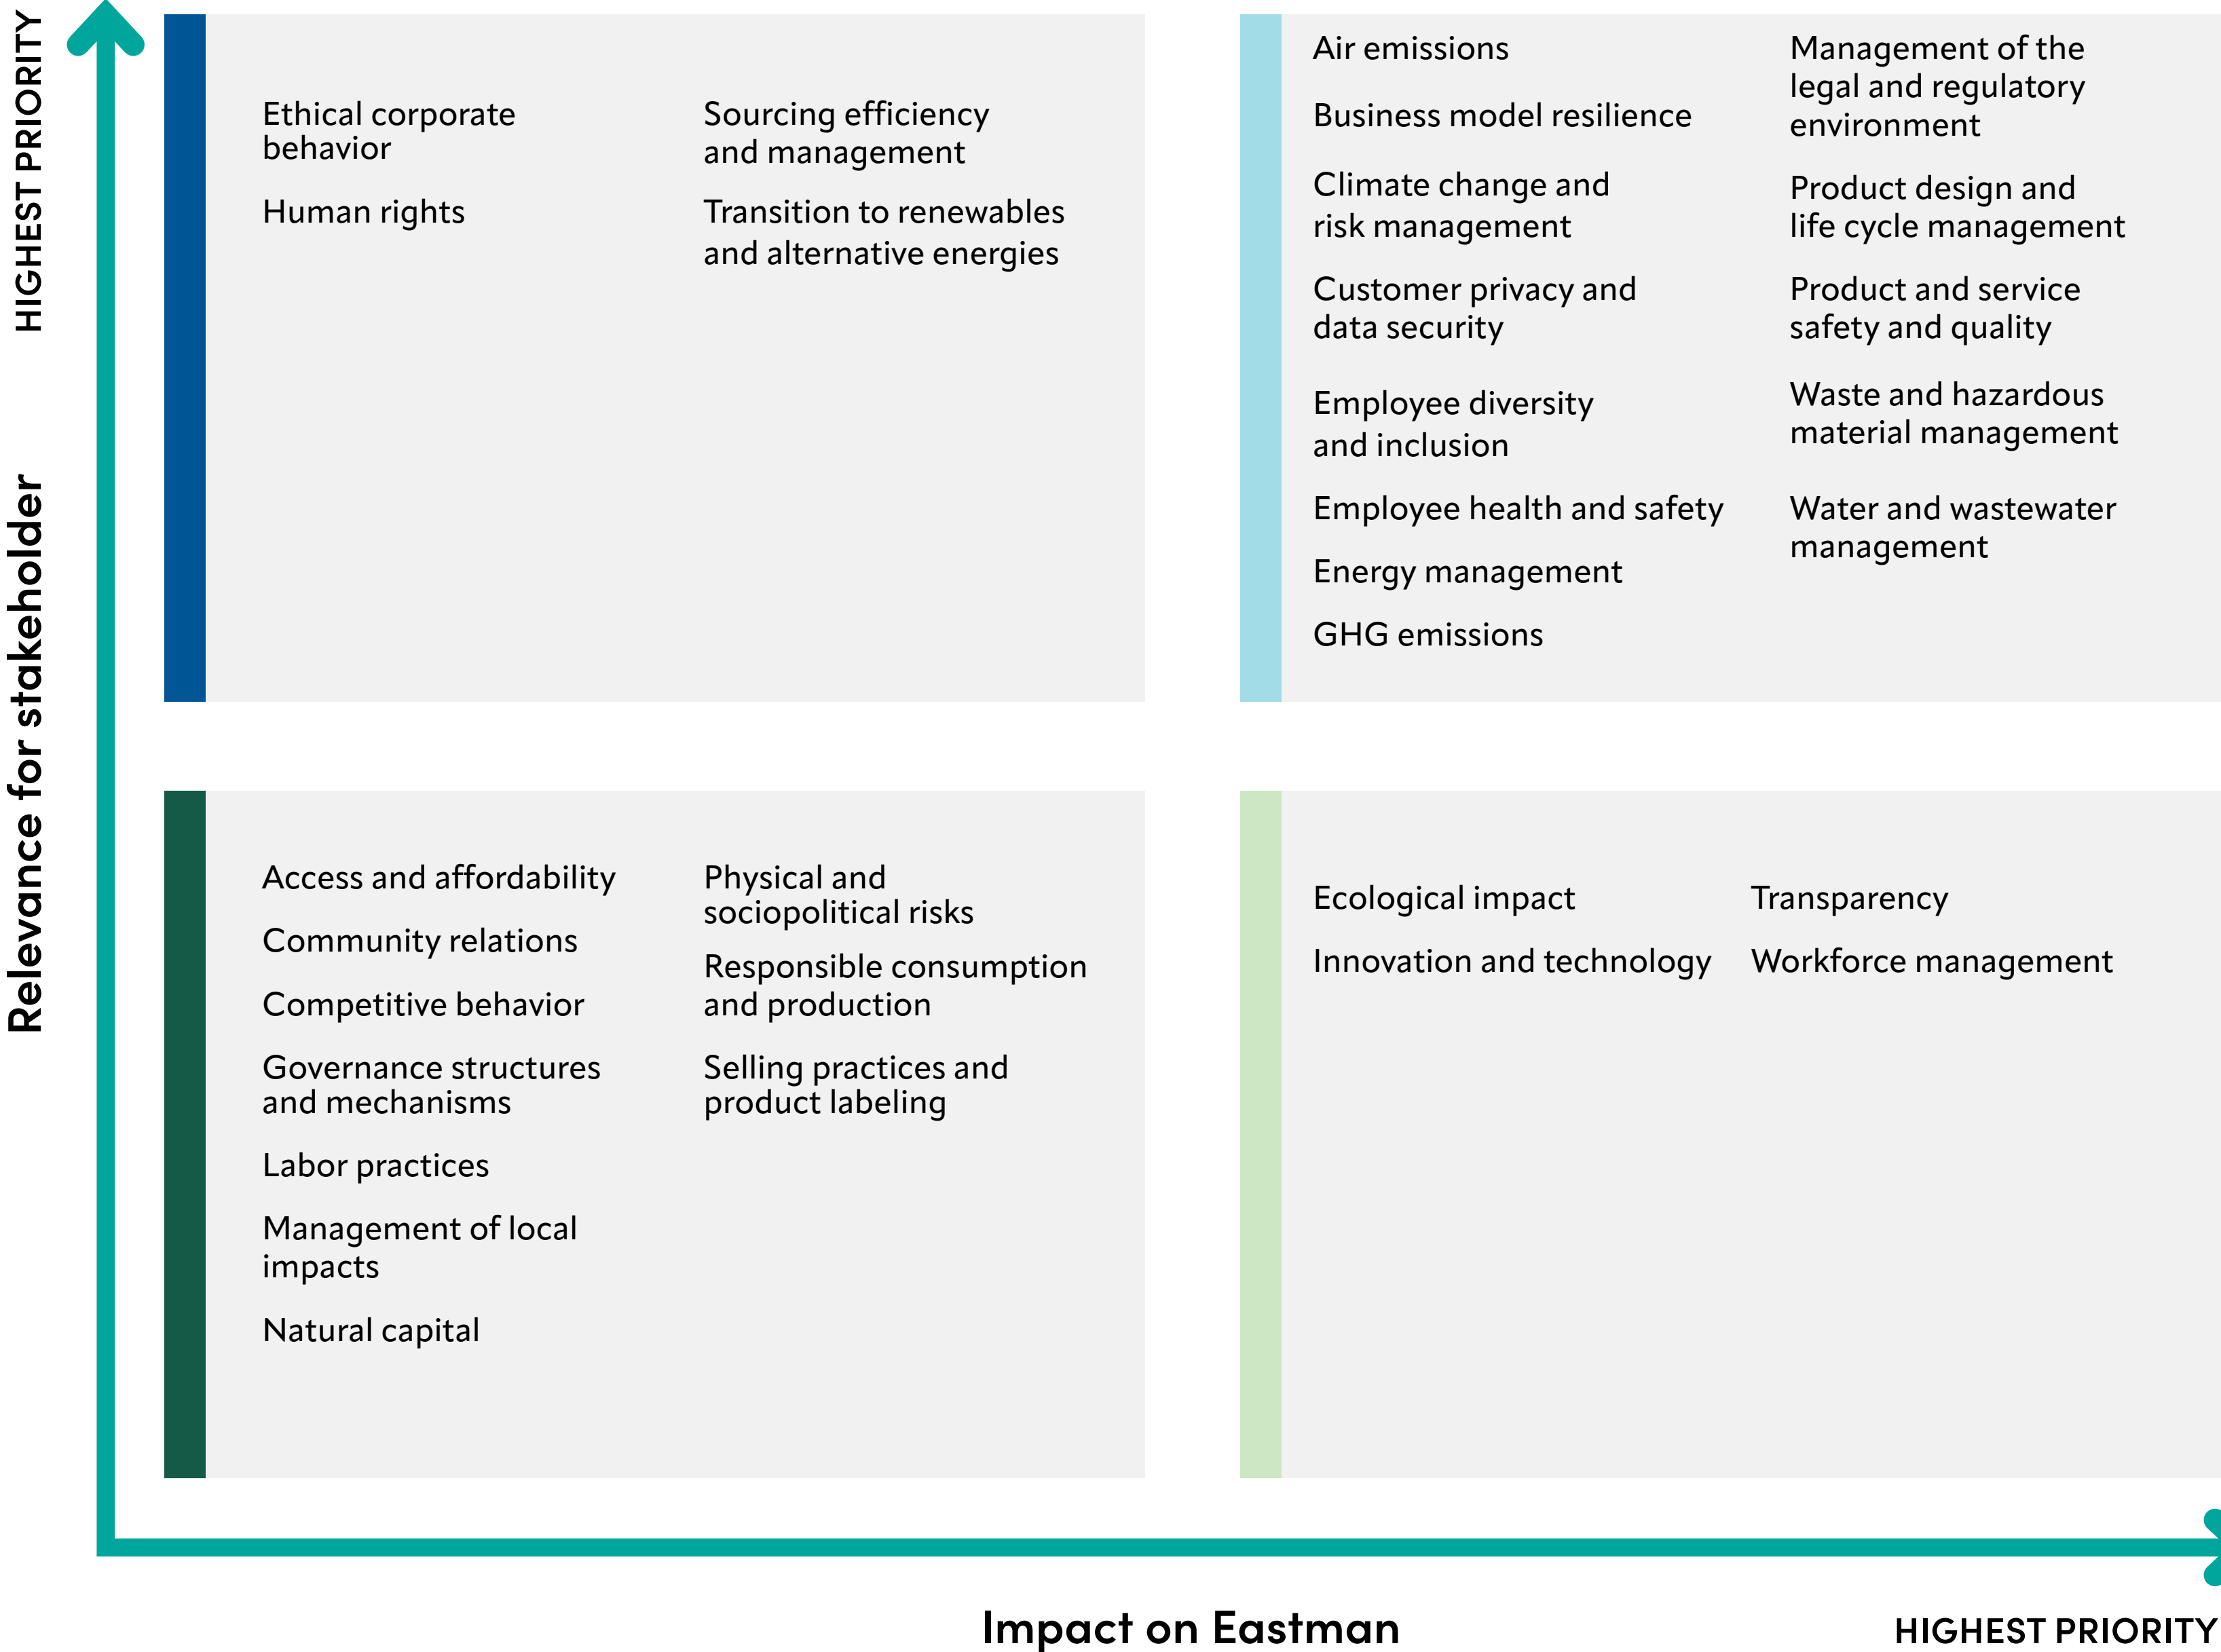 HIGHEST PRIORITY
Relevance for stakeholder
Ethical corporate
behavior
Human rights
Sourcing efficiency
and management
Transition to renewables
and alternative energies
Air emissions
Business model resilience
Climate change and
risk management
Customer privacy and
data security
Employee diversity
and inclusion
Employee health and safety
Energy management
GHG emissions
Management of the
legal and regulatory
environment
Product design and
life cycle management
Product and service
safety and quality
Waste and hazardous
material management
Water and wastewater
management
Access and affordability
Community relations
Competitive behavior
Governance structures
and mechanisms
Labor practices
Management of local
impacts
Natural capital
Physical and
sociopolitical risks
Responsible consumption
and production
Selling practices and
product labeling
Ecological impact
Innovation and technology
Transparency
Workforce management
Impact on Eastman
HIGHEST PRIORITY